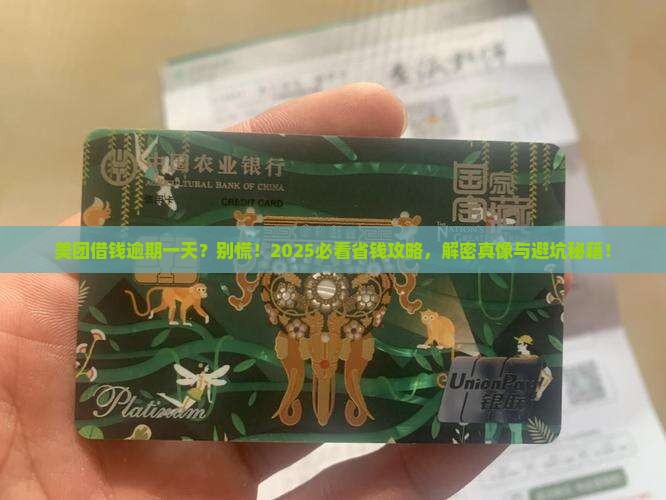 中国农业银行
AGRICULTURAL BANK OF CHINA
CREDIT CARD
国家
宝藏
美团借钱逾期一天？别慌！2025必看省钱攻略，解密真像与避坑秘籍！
Platinum
UnionPay
银联